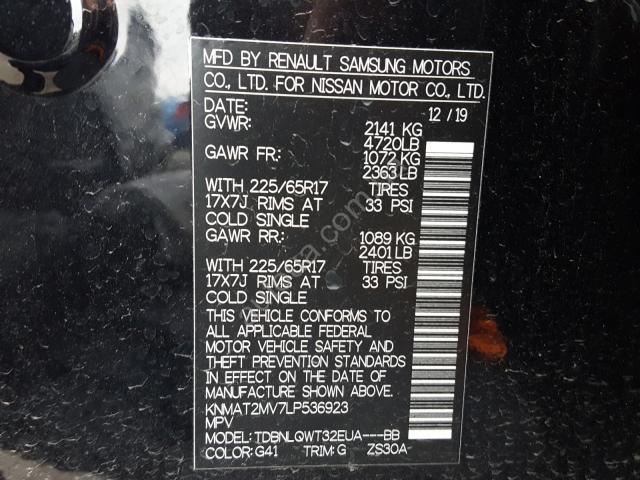 MFD BY RENAULT SAMSUNG MOTORS
CO., LTD. FOR NISSAN MOTOR CO., LTD.
DATE: 12 / 19
GVWR: 2141 KG
4720LB
GAWR FR: 1072 KG
2363 LB
WITH 225/65R17 TIRES
17X7J RIMS AT 33 PSI
COLD SINGLE
GAWR RR: 1089 KG
2401 LB
WITH 225/65R17 TIRES
17X7J RIMS AT 33 PSI
COLD SINGLE
THIS VEHICLE CONFORMS TO
ALL APPLICABLE FEDERAL
MOTOR VEHICLE SAFETY AND
THEFT PREVENTION STANDARDS
IN EFFECT ON THE DATE OF
MANUFACTURE SHOWN ABOVE.
KNMAT2MV7LP536923
MPV
MODEL: TDBNLQWT32EUA---BB
COLOR: G41 TRIM: G ZS30A